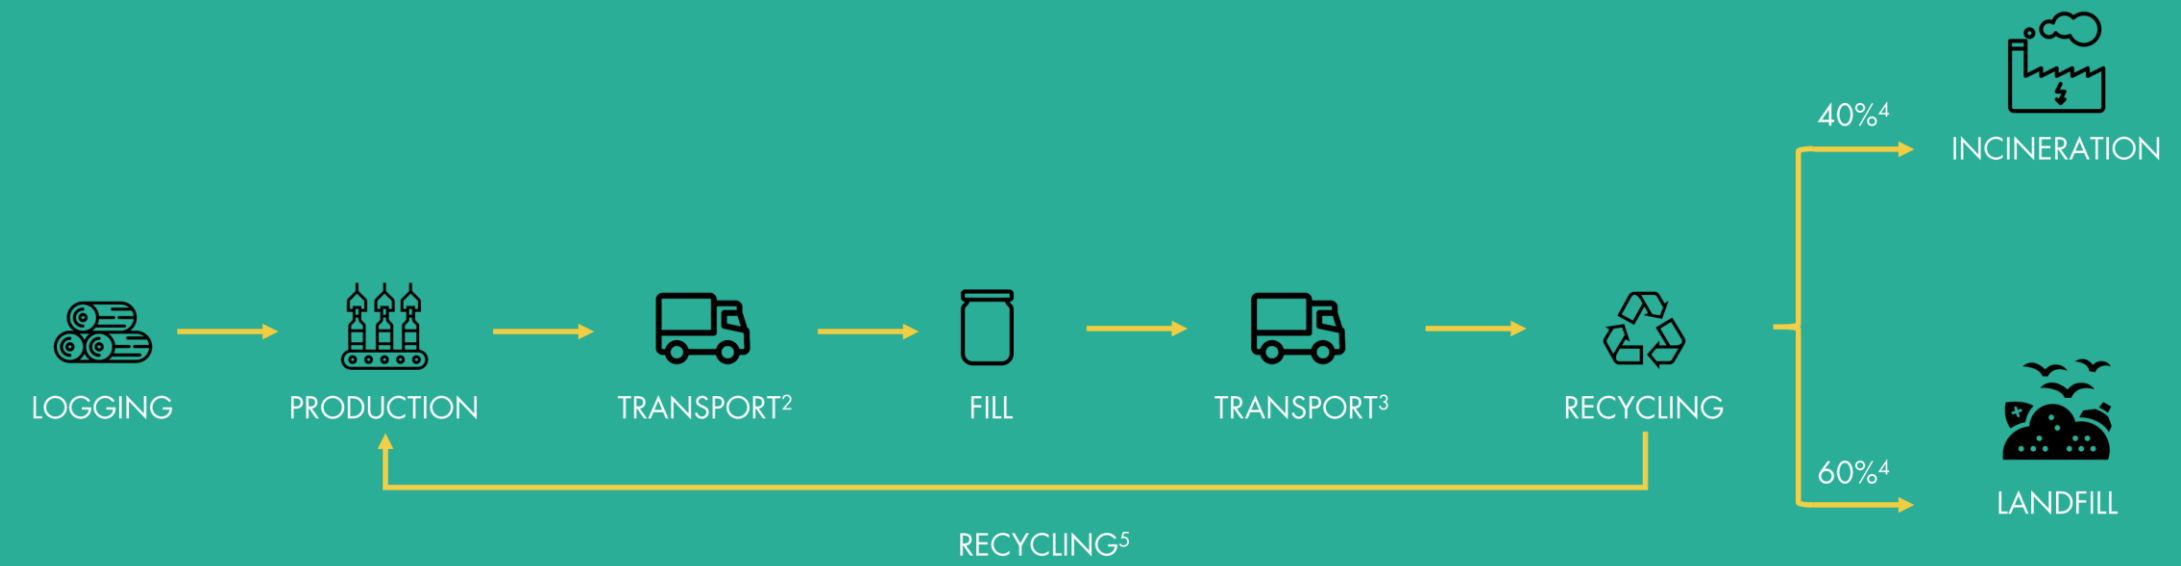 40%⁴
INCINERATION
LOGGING
PRODUCTION
TRANSPORT²
FILL
TRANSPORT³
RECYCLING
60%⁴
LANDFILL
RECYCLING⁵